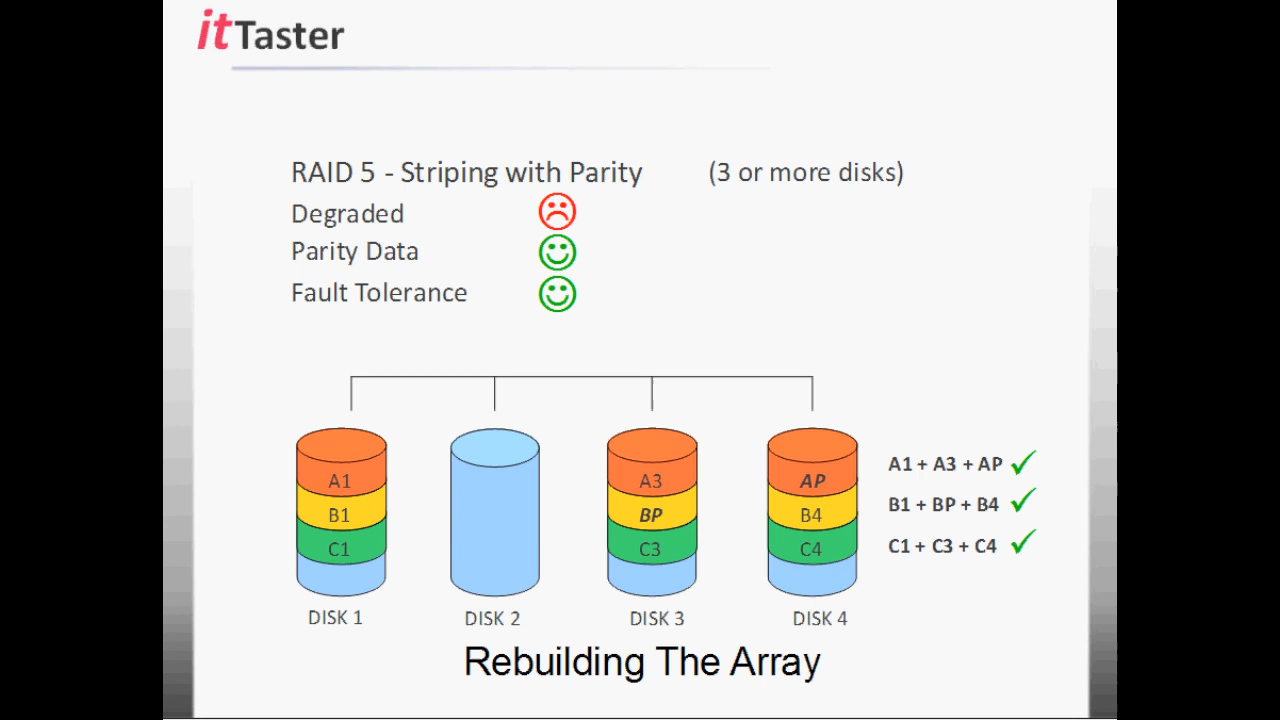 itTaster
RAID 5 - Striping with Parity (3 or more disks)
Degraded
Parity Data
Fault Tolerance
A1 A3 AP
B1 BP B4
C1 C3 C4
A1 + A3 + AP
B1 + BP + B4
C1 + C3 + C4
DISK 1 DISK 2 DISK 3 DISK 4
Rebuilding The Array